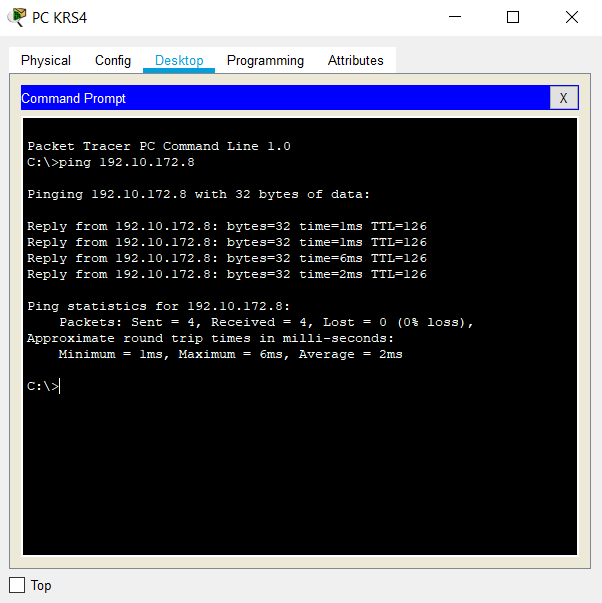 PC KRS4
Physical Config Desktop Programming Attributes
Command Prompt X
Packet Tracer PC Command Line 1.0
C:\>ping 192.10.172.8
Pinging 192.10.172.8 with 32 bytes of data:
Reply from 192.10.172.8: bytes=32 time=1ms TTL=126
Reply from 192.10.172.8: bytes=32 time=1ms TTL=126
Reply from 192.10.172.8: bytes=32 time=6ms TTL=126
Reply from 192.10.172.8: bytes=32 time=2ms TTL=126
Ping statistics for 192.10.172.8:
Packets: Sent = 4, Received = 4, Lost = 0 (0% loss),
Approximate round trip times in milli-seconds:
Minimum = 1ms, Maximum = 6ms, Average = 2ms
C:\>
Top